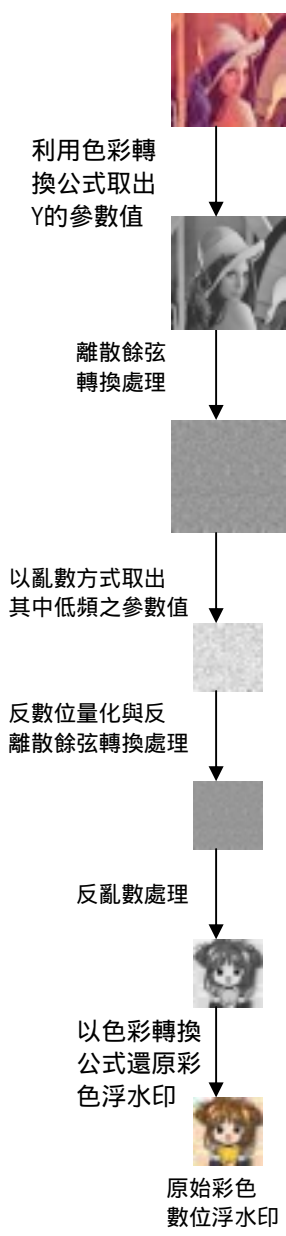 利用色彩轉
換公式取出
Y的參數值
離散餘弦
轉換處理
以亂數方式取出
其中低頻之參數值
反數位量化與反
離散餘弦轉換處理
反亂數處理
以色彩轉換
公式還原彩
色浮水印
原始彩色
數位浮水印